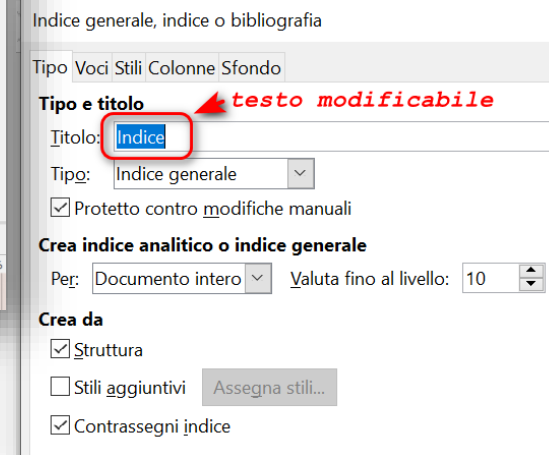 Indice generale, indice o bibliografia
Tipo Voci Stili Colonne Sfondo
Tipo e titolo
testo modificabile
Titolo: Indice
Tipo: Indice generale
Protetto contro modifiche manuali
Crea indice analitico o indice generale
Per: Documento intero Valuta fino al livello: 10
Crea da
Struttura
Stili aggiuntivi Assegna stili...
Contrassegni indice